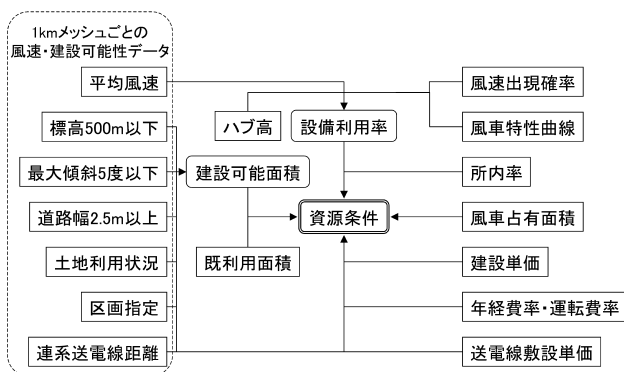 1kmメッシュごとの
風速・建設可能性データ
平均風速
標高500m以下
最大傾斜5度以下
道路幅2.5m以上
土地利用状況
区画指定
連系送電線距離
ハブ高
設備利用率
建設可能面積
資源条件
既利用面積
風速出現確率
風車特性曲線
所内率
風車占有面積
建設単価
年経費率・運転費率
送電線敷設単価